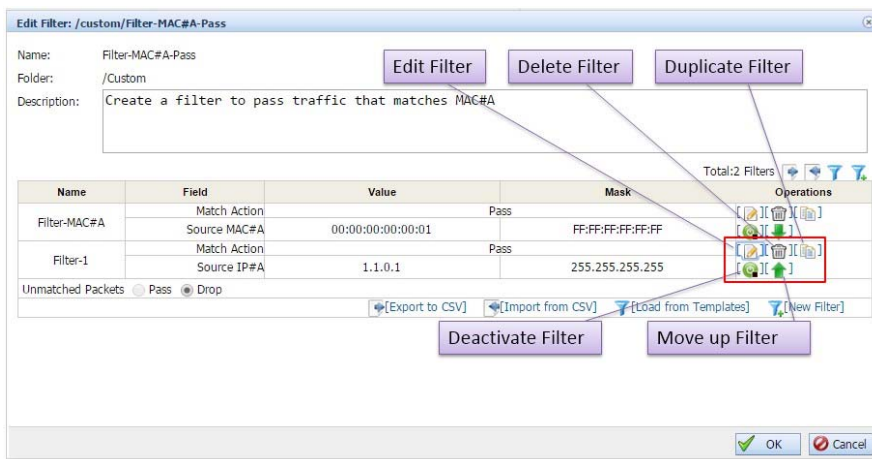 Edit Filter: /custom/Filter-MAC#A-Pass
Name: Filter-MAC#A-Pass
Folder: /Custom
Description: Create a filter to pass traffic that matches MAC#A
Edit Filter
Delete Filter
Duplicate Filter
Total:2 Filters
Name Field Value Mask Operations
Filter-MAC#A
Match Action Pass
Source MAC#A 00:00:00:00:00:01 FF:FF:FF:FF:FF:FF
Filter-1
Match Action Pass
Source IP#A 1.1.0.1 255.255.255.255
Unmatched Packets Pass Drop
[Export to CSV] [Import from CSV] [Load from Templates] [New Filter]
Deactivate Filter
Move up Filter
OK Cancel